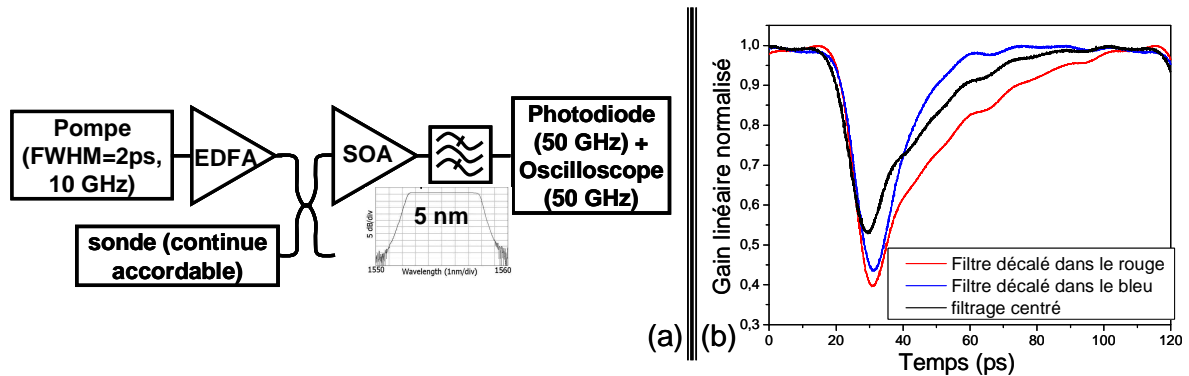 Pompe
(FWHM=2ps,
10 GHz)
EDFA
SOA
Photodiode
(50 GHz) +
Oscilloscope
(50 GHz)
sonde (continue
accordable)
5 nm
5 dB/div
1550
Wavelength (1nm/div)
1560
(a)
(b)
Gain linéaire normalisé
1,0
0,9
0,8
0,7
0,6
0,5
0,4
0,3
0
20
40
60
80
100
120
Temps (ps)
Filtre décalé dans le rouge
Filtre décalé dans le bleu
filtrage centré